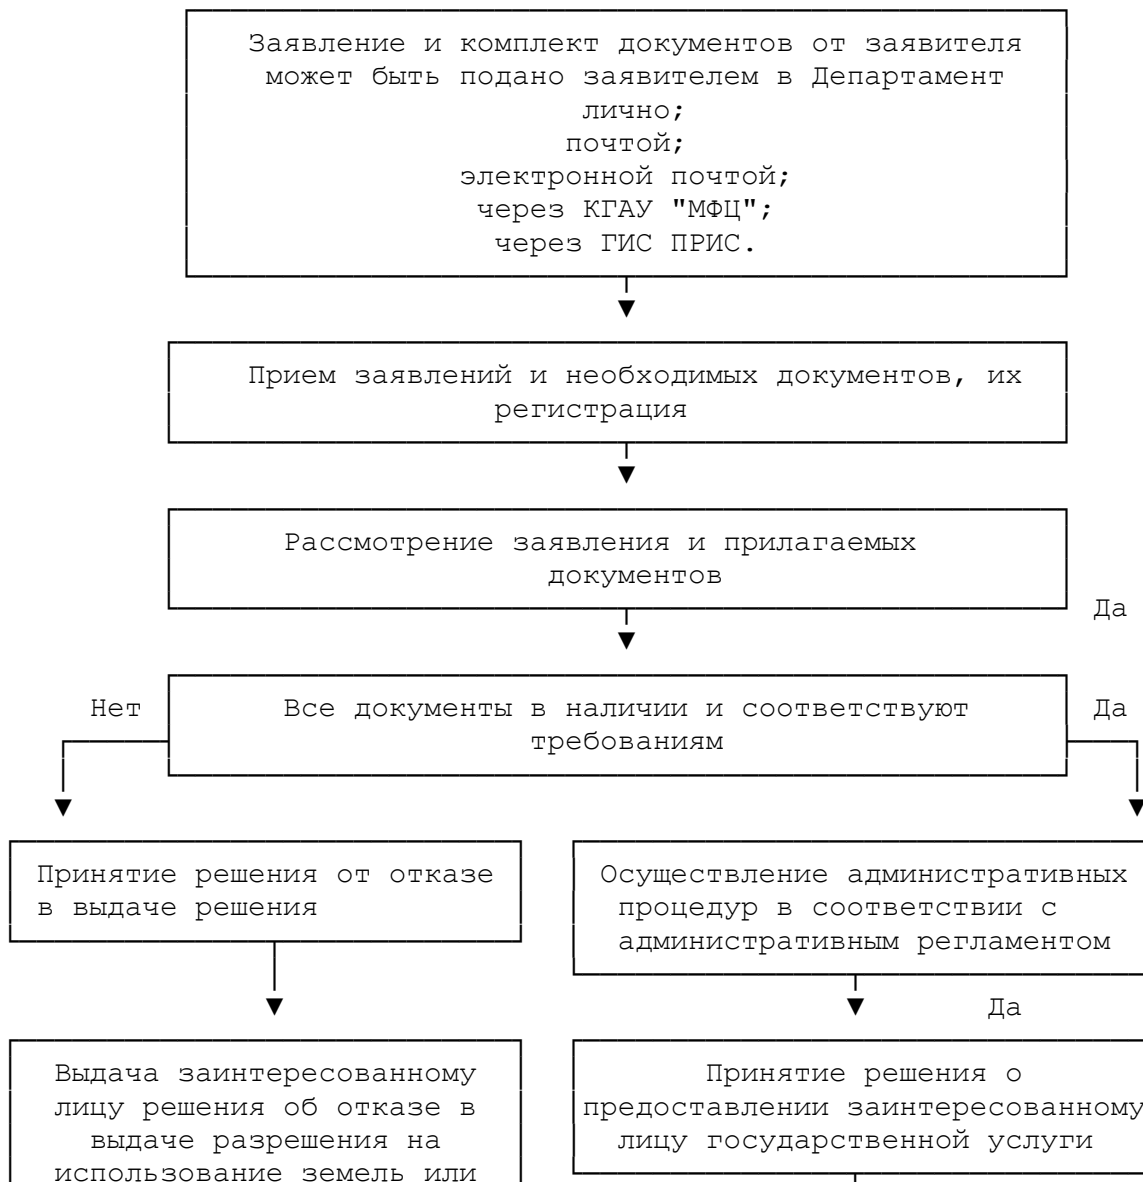 Заявление и комплект документов от заявителя
может быть подано заявителем в Департамент
лично;
почтой;
электронной почтой;
через КГАУ "МФЦ";
через ГИС ПРИС.
Прием заявлений и необходимых документов, их
регистрация
Рассмотрение заявления и прилагаемых
документов
Да
Нет
Все документы в наличии и соответствуют
требованиям
Да
Принятие решения от отказе
в выдаче решения
Осуществление административных
процедур в соответствии с
административным регламентом
Да
Выдача заинтересованному
лицу решения об отказе в
выдаче разрешения на
использование земель или
Принятие решения о
предоставлении заинтересованному
лицу государственной услуги